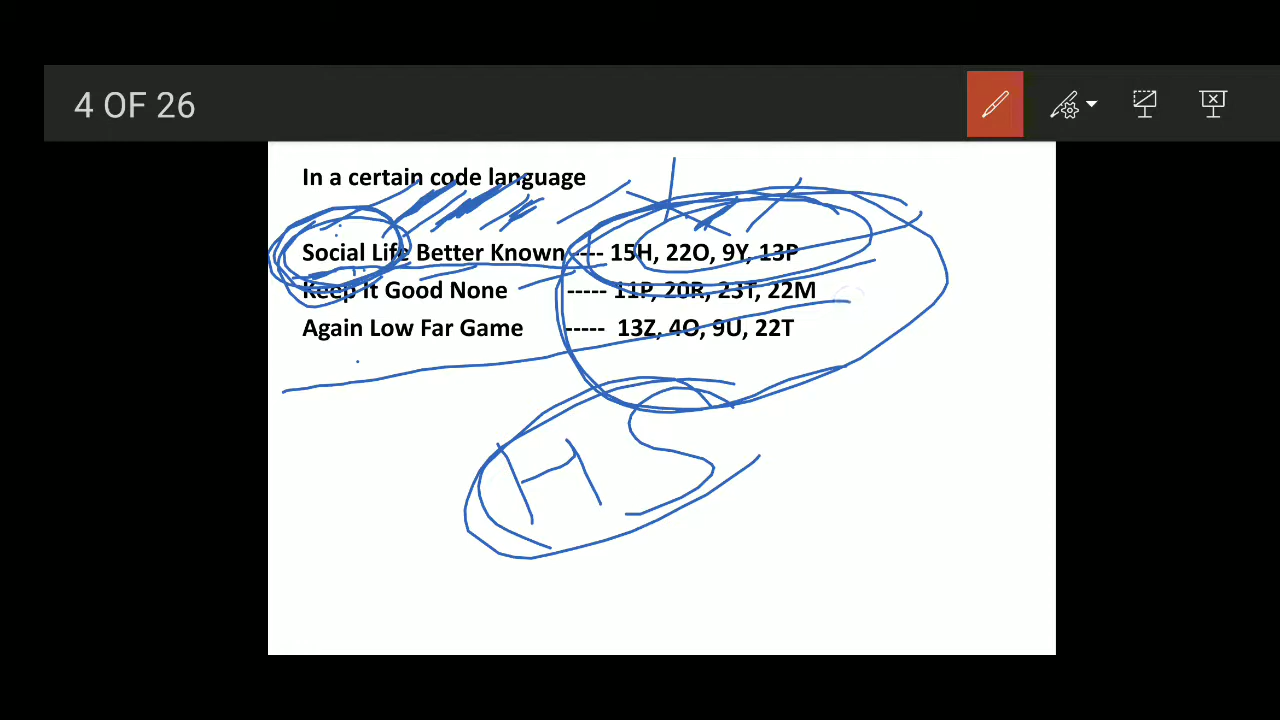 4 OF 26
In a certain code language
Social Life Better Known ---- 15H, 22O, 9Y, 13P
Keep It Good None ----- 11P, 20R, 23T, 22M
Again Low Far Game ----- 13Z, 4O, 9U, 22T
H S